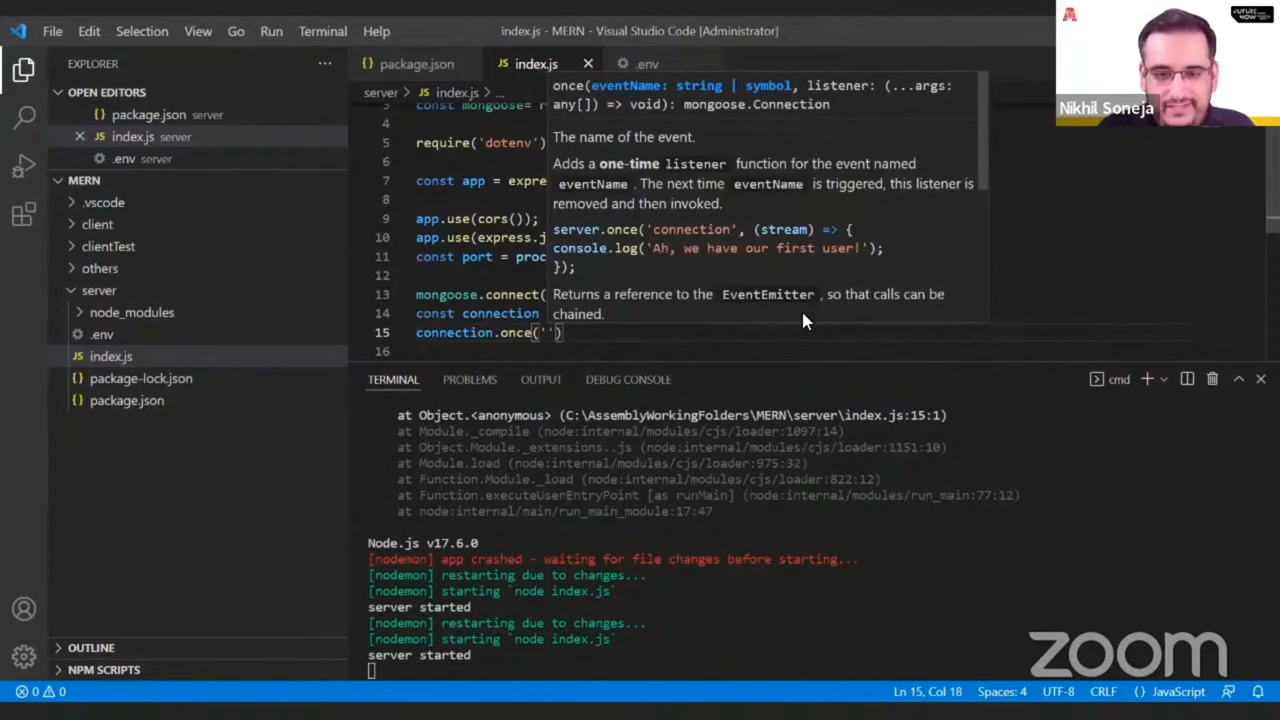 File Edit Selection View Go Run Terminal Help
index.js - MERN - Visual Studio Code [Administrator]
FUTURE NOW
Nikhil Soneja
EXPLORER
OPEN EDITORS
{} package.json server
JS index.js server
.env server
MERN
.vscode
client
clientTest
others
server
node_modules
.env
JS index.js
{} package-lock.json
{} package.json
OUTLINE
NPM SCRIPTS
{} package.json
JS index.js
.env
server > JS index.js > ...
3 const mongoose= r
4
5 require('dotenv')
6
7 const app = expre
8
9 app.use(cors());
10 app.use(express.j
11 const port = proc
12
13 mongoose.connect(
14 const connection
15 connection.once('')
16
once(eventName: string | symbol, listener: (...args:
any[]) => void): mongoose.Connection
The name of the event.
Adds a one-time listener function for the event named
eventName . The next time eventName is triggered, this listener is
removed and then invoked.
server.once('connection', (stream) => {
console.log('Ah, we have our first user!');
});
Returns a reference to the EventEmitter , so that calls can be
chained.
TERMINAL PROBLEMS OUTPUT DEBUG CONSOLE
cmd
at Object.<anonymous> (C:\AssemblyWorkingFolders\MERN\server\index.js:15:1)
at Module._compile (node:internal/modules/cjs/loader:1097:14)
at Object.Module._extensions..js (node:internal/modules/cjs/loader:1151:10)
at Module.load (node:internal/modules/cjs/loader:975:32)
at Function.Module._load (node:internal/modules/cjs/loader:822:12)
at Function.executeUserEntryPoint [as runMain] (node:internal/modules/run_main:77:12)
at node:internal/main/run_main_module:17:47
Node.js v17.6.0
[nodemon] app crashed - waiting for file changes before starting...
[nodemon] restarting due to changes...
[nodemon] starting `node index.js`
server started
[nodemon] restarting due to changes...
[nodemon] starting `node index.js`
server started
zoom
0 0
Ln 15, Col 18 Spaces: 4 UTF-8 CRLF {} JavaScript